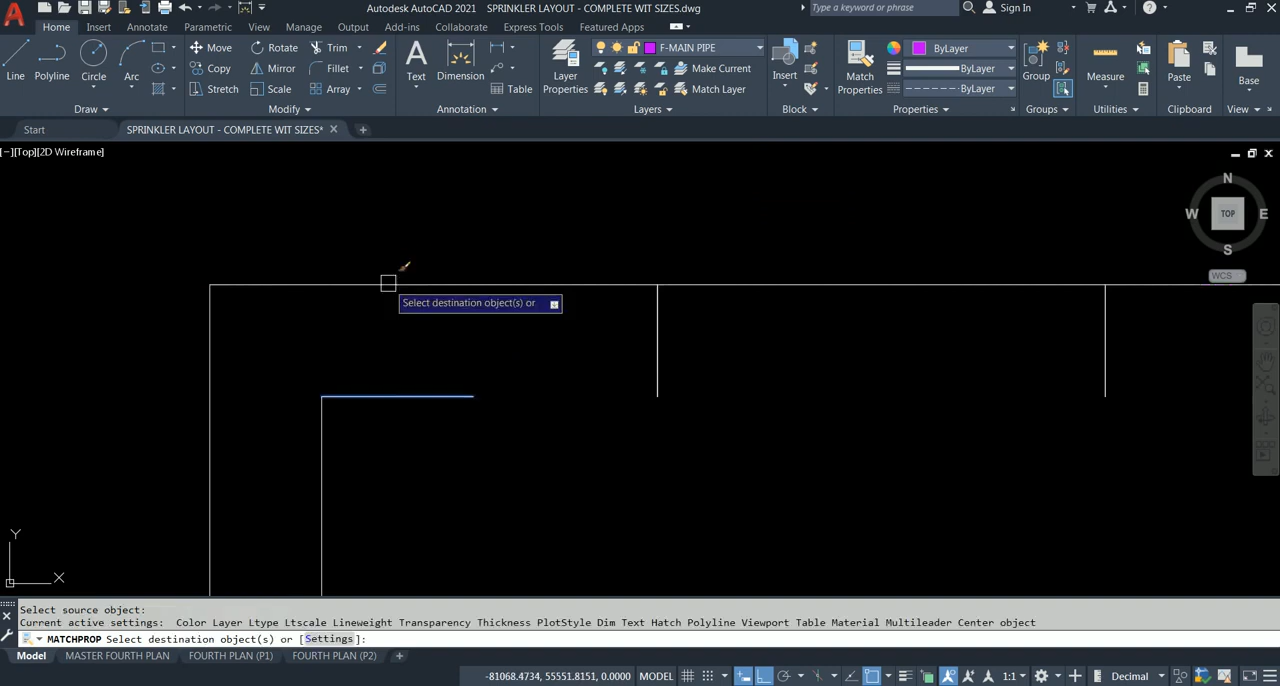 Autodesk AutoCAD 2021 SPRINKLER LAYOUT - COMPLETE WIT SIZES.dwg
Type a keyword or phrase
Sign In
Home Insert Annotate Parametric View Manage Output Add-ins Collaborate Express Tools Featured Apps
Line Polyline Circle Arc
Move Rotate Trim
Copy Mirror Fillet
Stretch Scale Array
Text Dimension Table
Layer Properties
F-MAIN PIPE
Make Current
Match Layer
Insert
Match Properties
ByLayer
ByLayer
ByLayer
Group Measure Paste Base
Draw Modify Annotation Layers Block Properties Groups Utilities Clipboard View
Start SPRINKLER LAYOUT - COMPLETE WIT SIZES*
[−][Top][2D Wireframe]
N
W TOP E
S
WCS
Select destination object(s) or
Y
X
Select source object:
Current active settings: Color Layer Ltype Ltscale Lineweight Transparency Thickness PlotStyle Dim Text Hatch Polyline Viewport Table Material Multileader Center object
MATCHPROP Select destination object(s) or [Settings]:
Model MASTER FOURTH PLAN FOURTH PLAN (P1) FOURTH PLAN (P2)
-81068.4734, 55551.8151, 0.0000 MODEL 1:1 Decimal